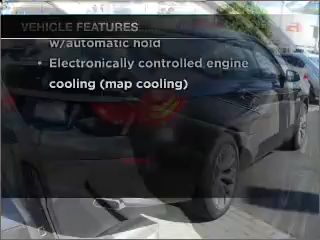 VEHICLE FEATURES
w/automatic hold
• Electronically controlled engine
cooling (map cooling)